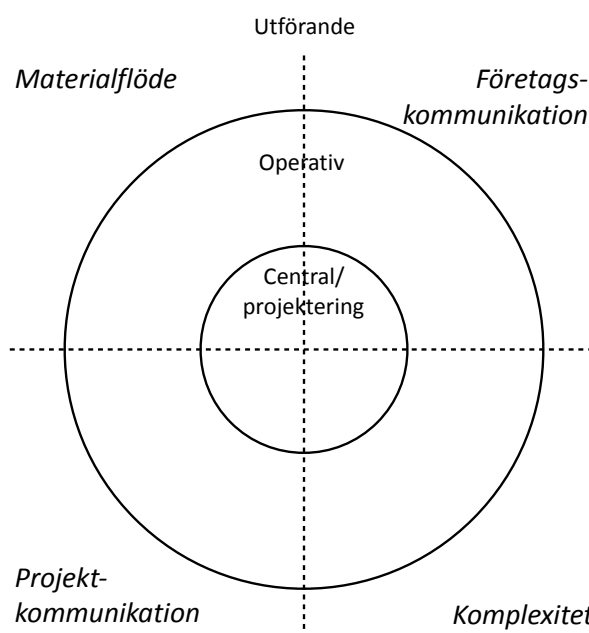 Utförande
Materialflöde
Företags-
kommunikation
Operativ
Central/
projektering
Projekt-
kommunikation
Komplexitet